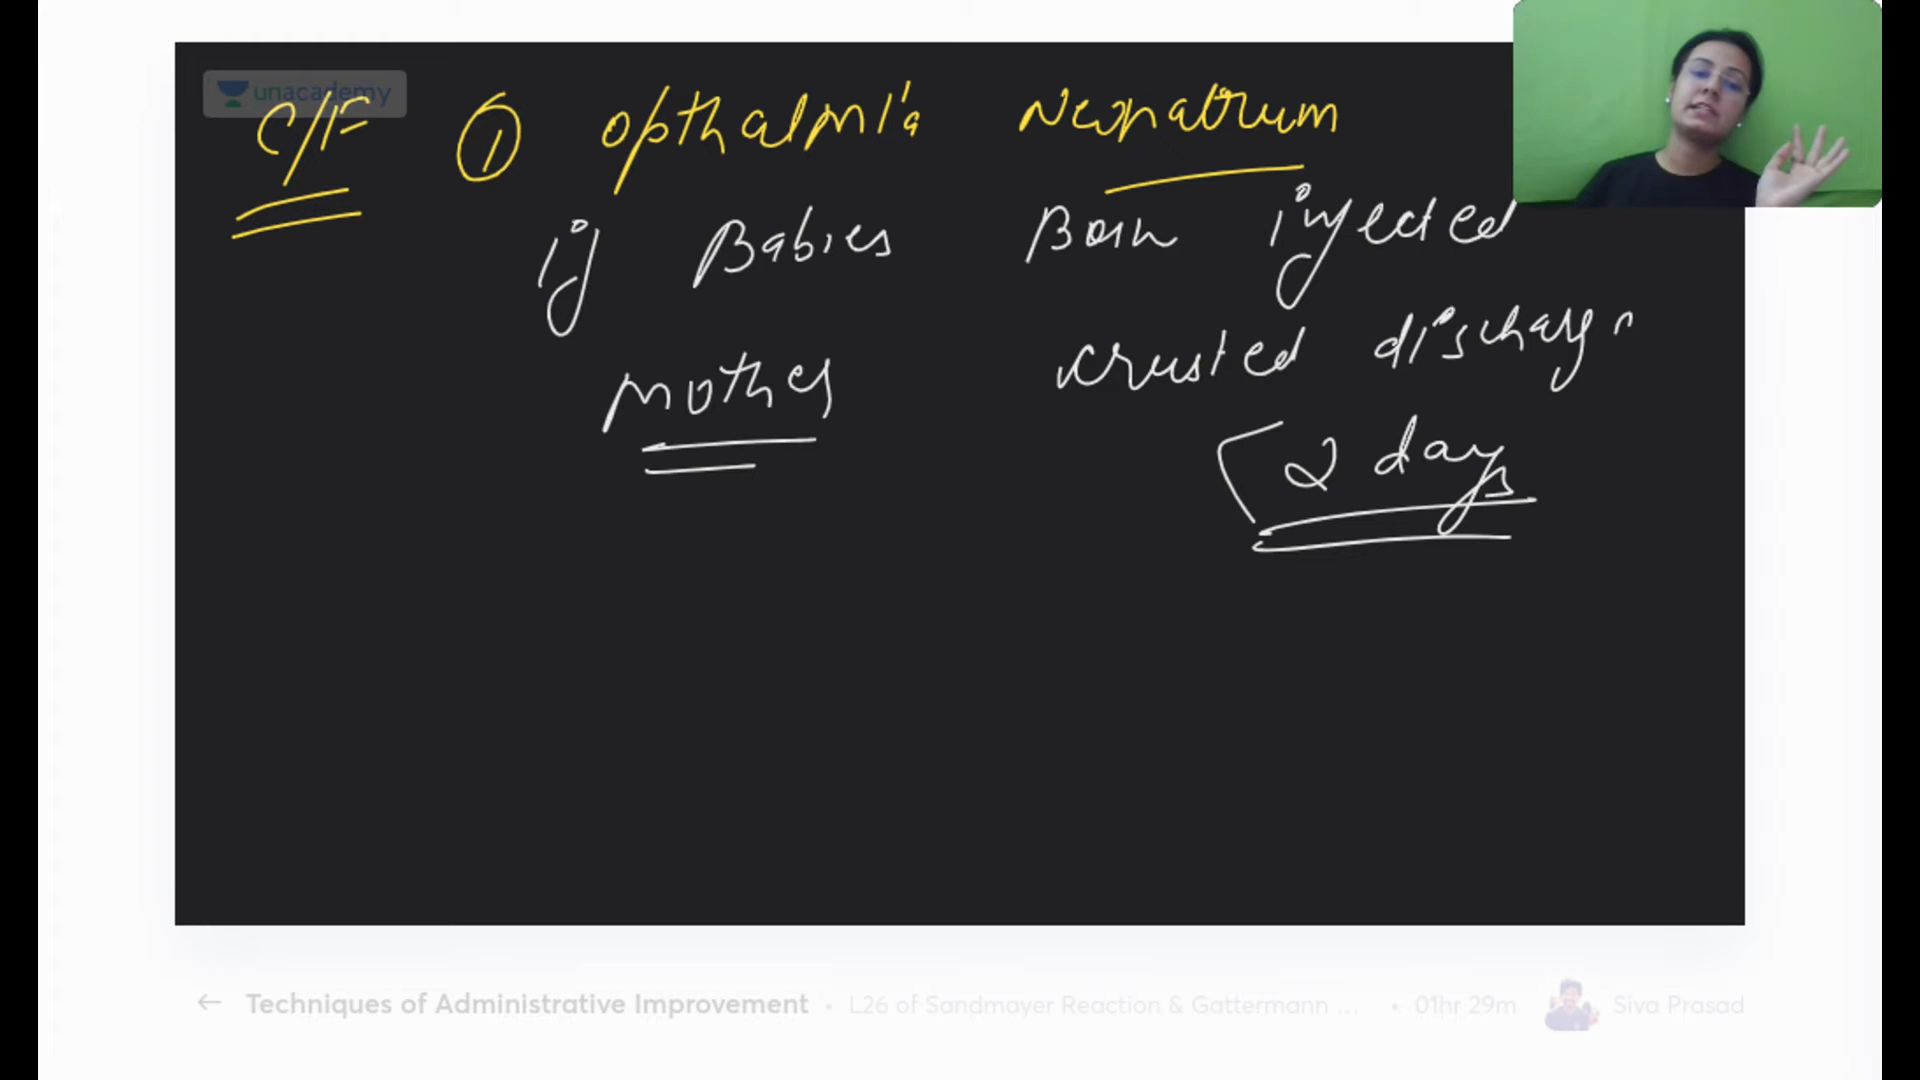 unacademy
C/F ① opthalmia Neonatrum
if Babies Born infected
Mother crusted discharge
2 days
← Techniques of Administrative Improvement • L26 of Sandmayer Reaction & Gattermann ... • 01hr 29m Siva Prasad